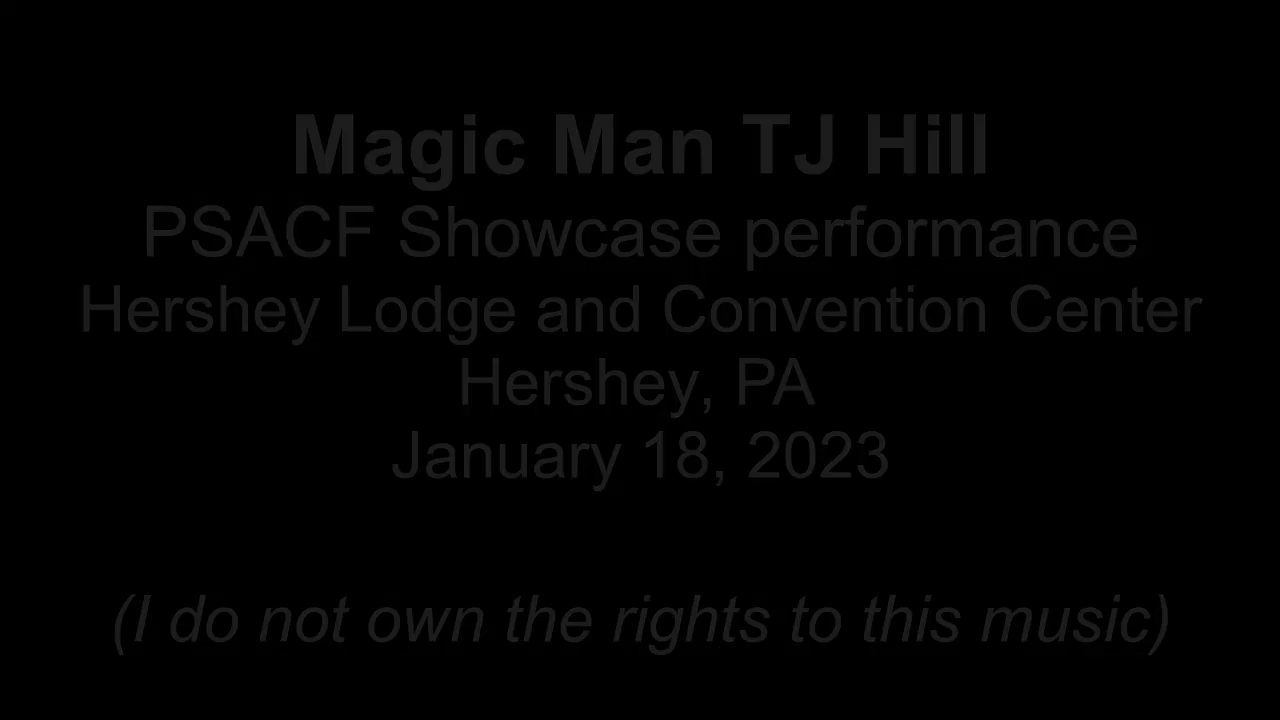 Magic Man TJ Hill
PSACF Showcase performance
Hershey Lodge and Convention Center
Hershey, PA
January 18, 2023
(I do not own the rights to this music)